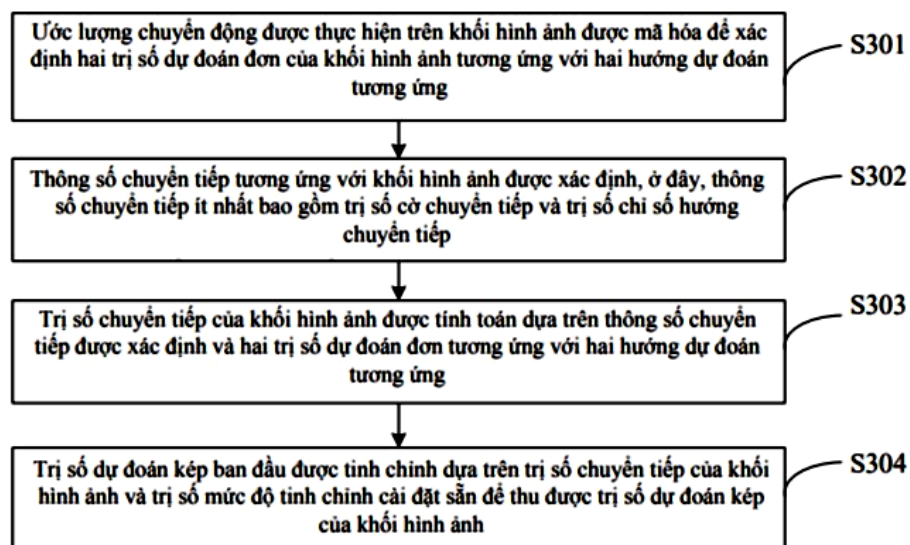 Ước lượng chuyển động được thực hiện trên khối hình ảnh được mã hóa để xác
định hai trị số dự đoán đơn của khối hình ảnh tương ứng với hai hướng dự đoán
tương ứng
S301
Thông số chuyển tiếp tương ứng với khối hình ảnh được xác định, ở đây, thông
số chuyển tiếp ít nhất bao gồm trị số cờ chuyển tiếp và trị số chỉ số hướng
chuyển tiếp
S302
Trị số chuyển tiếp của khối hình ảnh được tính toán dựa trên thông số chuyển
tiếp được xác định và hai trị số dự đoán đơn tương ứng với hai hướng dự đoán
tương ứng
S303
Trị số dự đoán kép ban đầu được tinh chỉnh dựa trên trị số chuyển tiếp của khối
hình ảnh và trị số mức độ tinh chỉnh cài đặt sẵn để thu được trị số dự đoán kép
của khối hình ảnh
S304